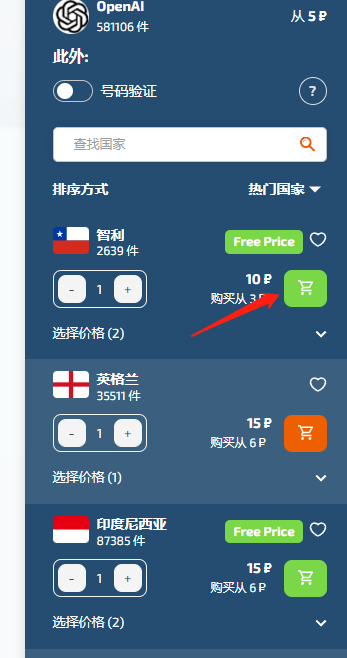 OpenAI
581106 件
从 5 ₽
此外:
号码验证
?
查找国家
排序方式
热门国家
智利
2639 件
Free Price
- 1 +
10 ₽
购买从 3 ₽
选择价格 (2)
英格兰
35511 件
- 1 +
15 ₽
购买从 6 ₽
选择价格 (1)
印度尼西亚
87385 件
Free Price
- 1 +
15 ₽
购买从 6 ₽
选择价格 (2)